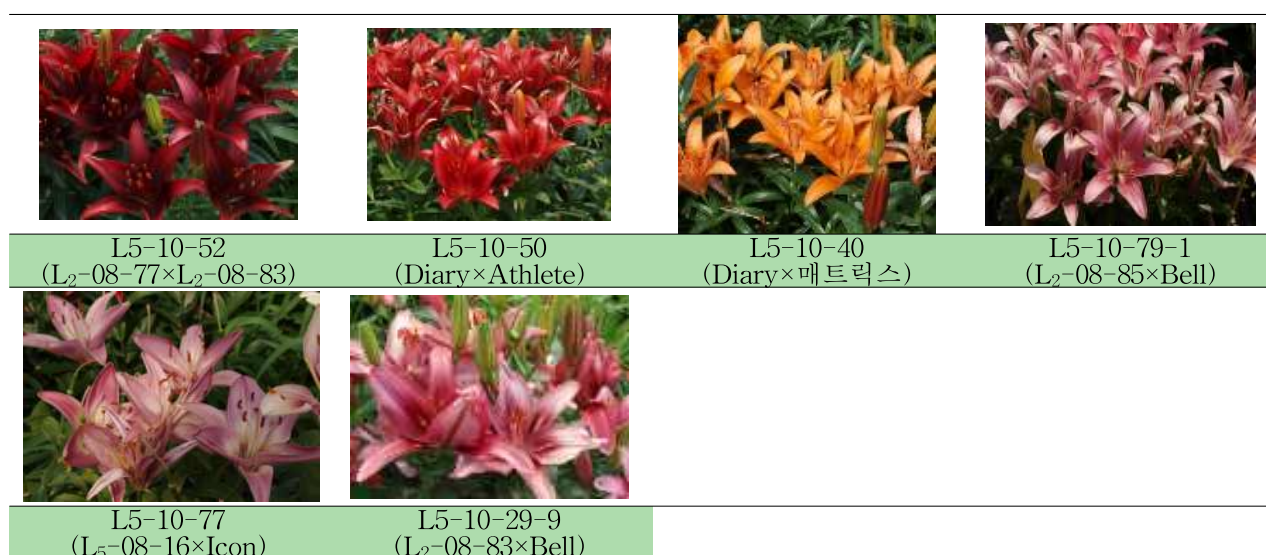 L5-10-52
(L₂-08-77×L₂-08-83)
L5-10-50
(Diary×Athlete)
L5-10-40
(Diary×매트릭스)
L5-10-79-1
(L₂-08-85×Bell)
L5-10-77
(L₅-08-16×Icon)
L5-10-29-9
(L₂-08-83×Bell)